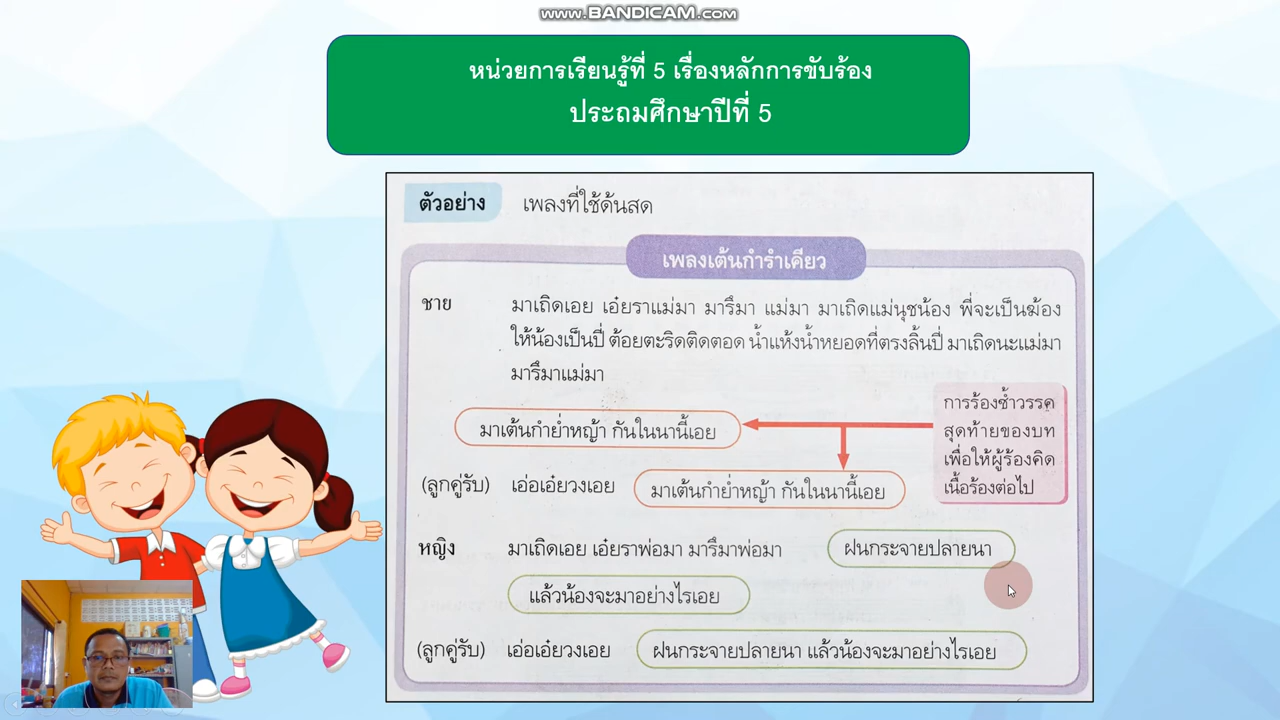 www.BANDICAM.com
หน่วยการเรียนรู้ที่ 5 เรื่องหลักการขับร้อง
ประถมศึกษาปีที่ 5
ตัวอย่าง เพลงที่ใช้ด้นสด
เพลงเต้นกำรำเคียว
ชาย มาเถิดเอย เอ๋ยราแม่มา มารึมา แม่มา มาเถิดแม่นุชน้อง พี่จะเป็นฆ้อง
ให้น้องเป็นปี่ ต้อยตะริดติดตอด น้ำแห้งน้ำหยอดที่ตรงลิ้นปี่ มาเถิดนะแม่มา
มารึมาแม่มา
มาเต้นกำย่ำหญ้า กันในนานี้เอย
การร้องซ้ำวรรค
สุดท้ายของบท
เพื่อให้ผู้ร้องคิด
เนื้อร้องต่อไป
(ลูกคู่รับ) เอ่อเอ่ยวงเอย มาเต้นกำย่ำหญ้า กันในนานี้เอย
หญิง มาเถิดเอย เอ๋ยราพ่อมา มารึมาพ่อมา ฝนกระจายปลายนา
แล้วน้องจะมาอย่างไรเอย
(ลูกคู่รับ) เอ่อเอ๋ยวงเอย ฝนกระจายปลายนา แล้วน้องจะมาอย่างไรเอย